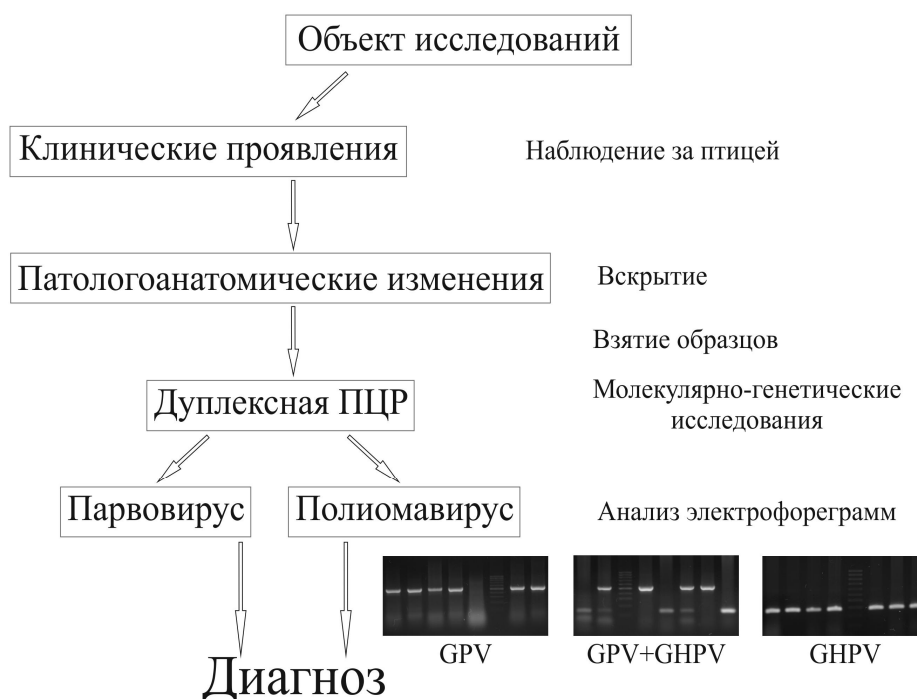 Объект исследований
Клинические проявления
Наблюдение за птицей
Патологоанатомические изменения
Вскрытие
Взятие образцов
Дуплексная ПЦР
Молекулярно-генетические
исследования
Парвовирус
Полиомавирус
Анализ электрофореграмм
GPV
GPV+GHPV
GHPV
Диагноз